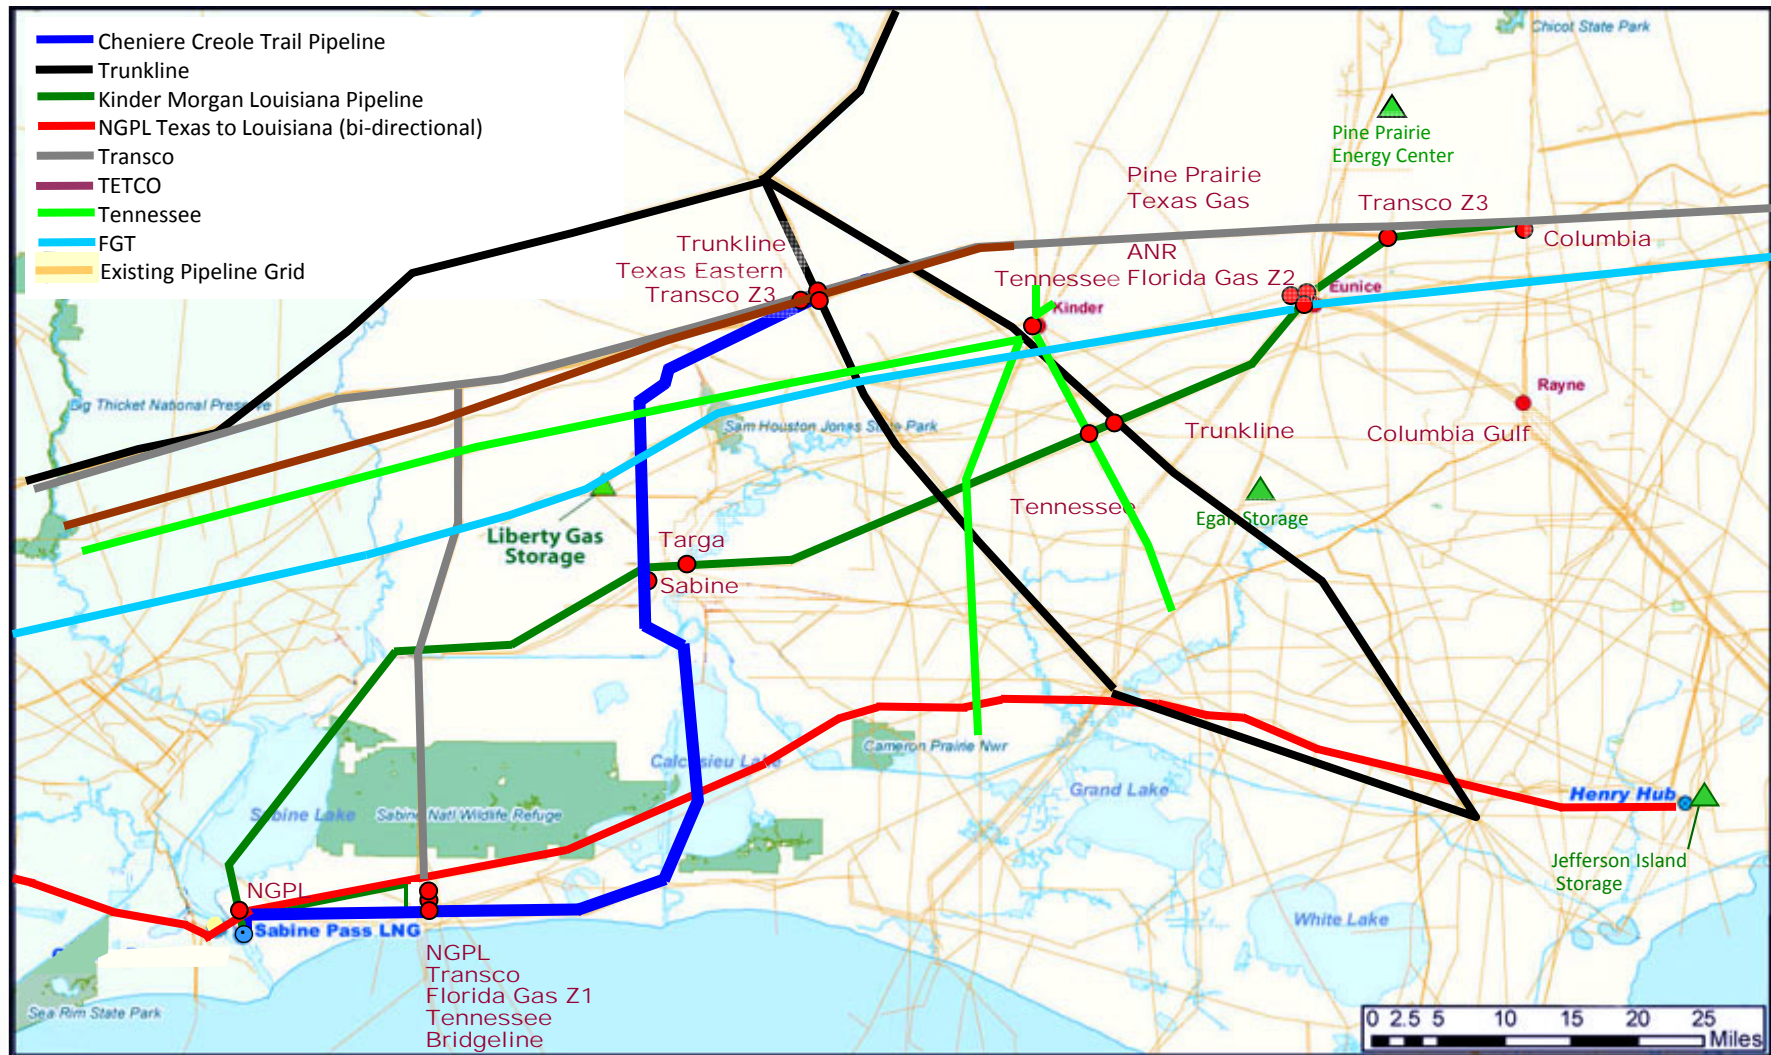 Cheniere Creole Trail Pipeline
Trunkline
Kinder Morgan Louisiana Pipeline
NGPL Texas to Louisiana (bi-directional)
Transco
TETCO
Tennessee
FGT
Existing Pipeline Grid
Chicot State Park
Pine Prairie
Energy Center
Pine Prairie
Texas Gas
Transco Z3
Columbia
Trunkline
Texas Eastern
Transco Z3
ANR
Florida Gas Z2
Tennessee
Eunice
Kinder
Rayne
Big Thicket National Preserve
Sam Houston Jones State Park
Trunkline
Columbia Gulf
Liberty Gas
Storage
Tennessee
Egan Storage
Targa
Sabine
Cameron Prairie Nwr
Calcasieu Lake
Grand Lake
Henry Hub
Sabine Lake
Sabine Natl Wildlife Refuge
Jefferson Island
Storage
NGPL
Sabine Pass LNG
White Lake
NGPL
Transco
Florida Gas Z1
Tennessee
Bridgeline
Sea Rim State Park
0 2.5 5 10 15 20 25
Miles